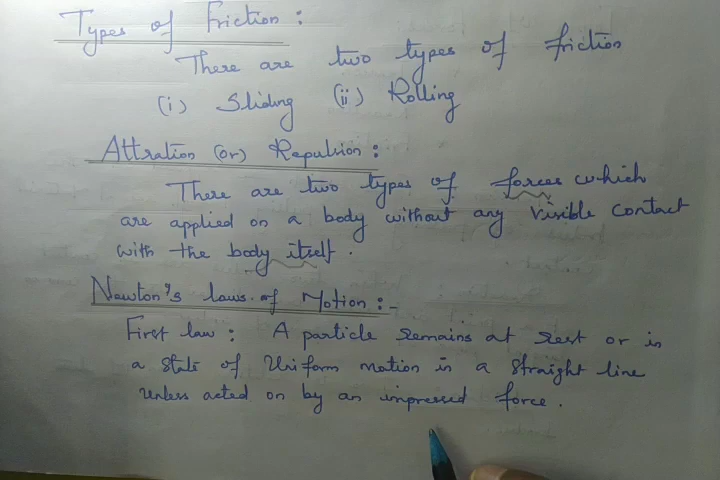 Types of Friction :
There are two types of friction
(i) Sliding (ii) Rolling
Attration (or) Repulsion :
There are two types of forces which
are applied on a body without any visible contact
with the body itself .
Newton's laws of Motion : -
First law : A particle remains at rest or in
a state of Uniform motion in a straight line
unless acted on by an impressed force .